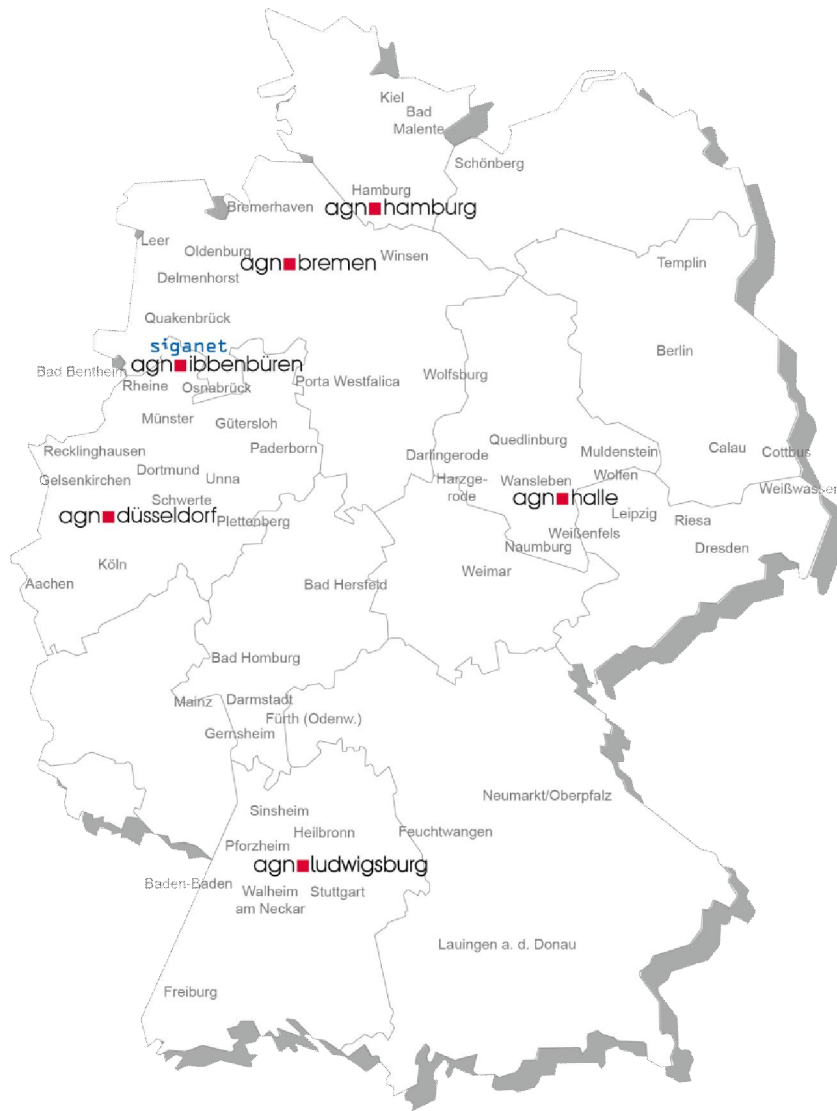 Kiel
Bad
Malente
Schönberg
Hamburg
agn hamburg
Bremerhaven
Leer
Oldenburg
agn bremen
Winsen
Delmenhorst
Templin
Quakenbrück
siganet
agn ibbenbüren
Berlin
Bad Bentheim
Rheine
Osnabrück
Porta Westfalica
Wolfsburg
Münster
Gütersloh
Recklinghausen
Paderborn
Darlingerode
Quedlinburg
Muldenstein
Calau
Cottbus
Gelsenkirchen
Dortmund
Unna
Harzge-
rode
Wansleben
Wolfen
Weißwasser
Schwerte
agn halle
agn düsseldorf
Plettenberg
Leipzig
Riesa
Weißenfels
Naumburg
Dresden
Köln
Aachen
Bad Hersfeld
Weimar
Bad Homburg
Mainz
Darmstadt
Fürth (Odenw.)
Gernsheim
Neumarkt/Oberpfalz
Sinsheim
Heilbronn
Feuchtwangen
Pforzheim
agn ludwigsburg
Baden-Baden
Walheim
am Neckar
Stuttgart
Lauingen a. d. Donau
Freiburg